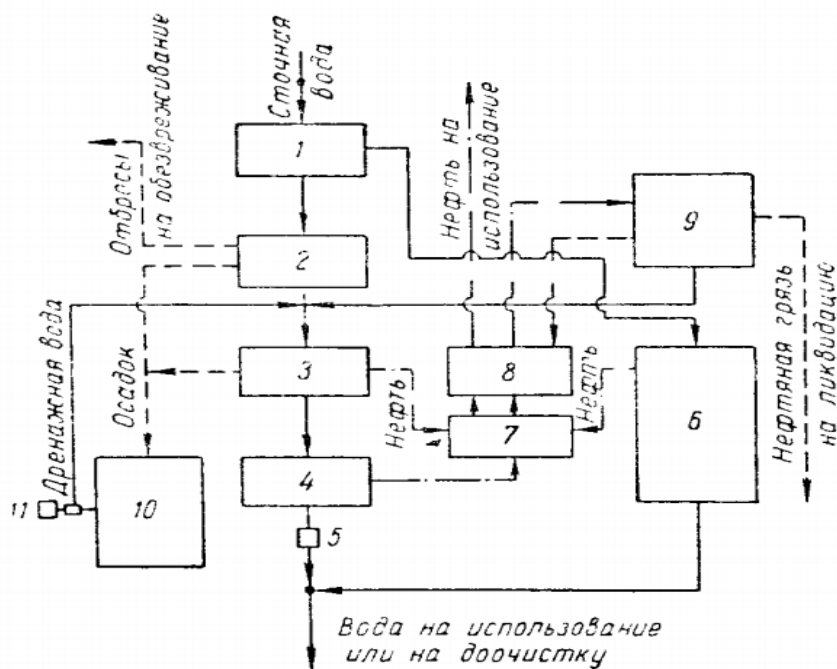 Сточная
вода
1
Отбросы
на обезвреживание
2
Нефть на
использование
9
Дренажная вода
Осадок
3
Нефть
8
7
Нефть
6
Нефтяная грязь
на ликвидацию
4
11
10
5
Вода на использование
или на доочистку